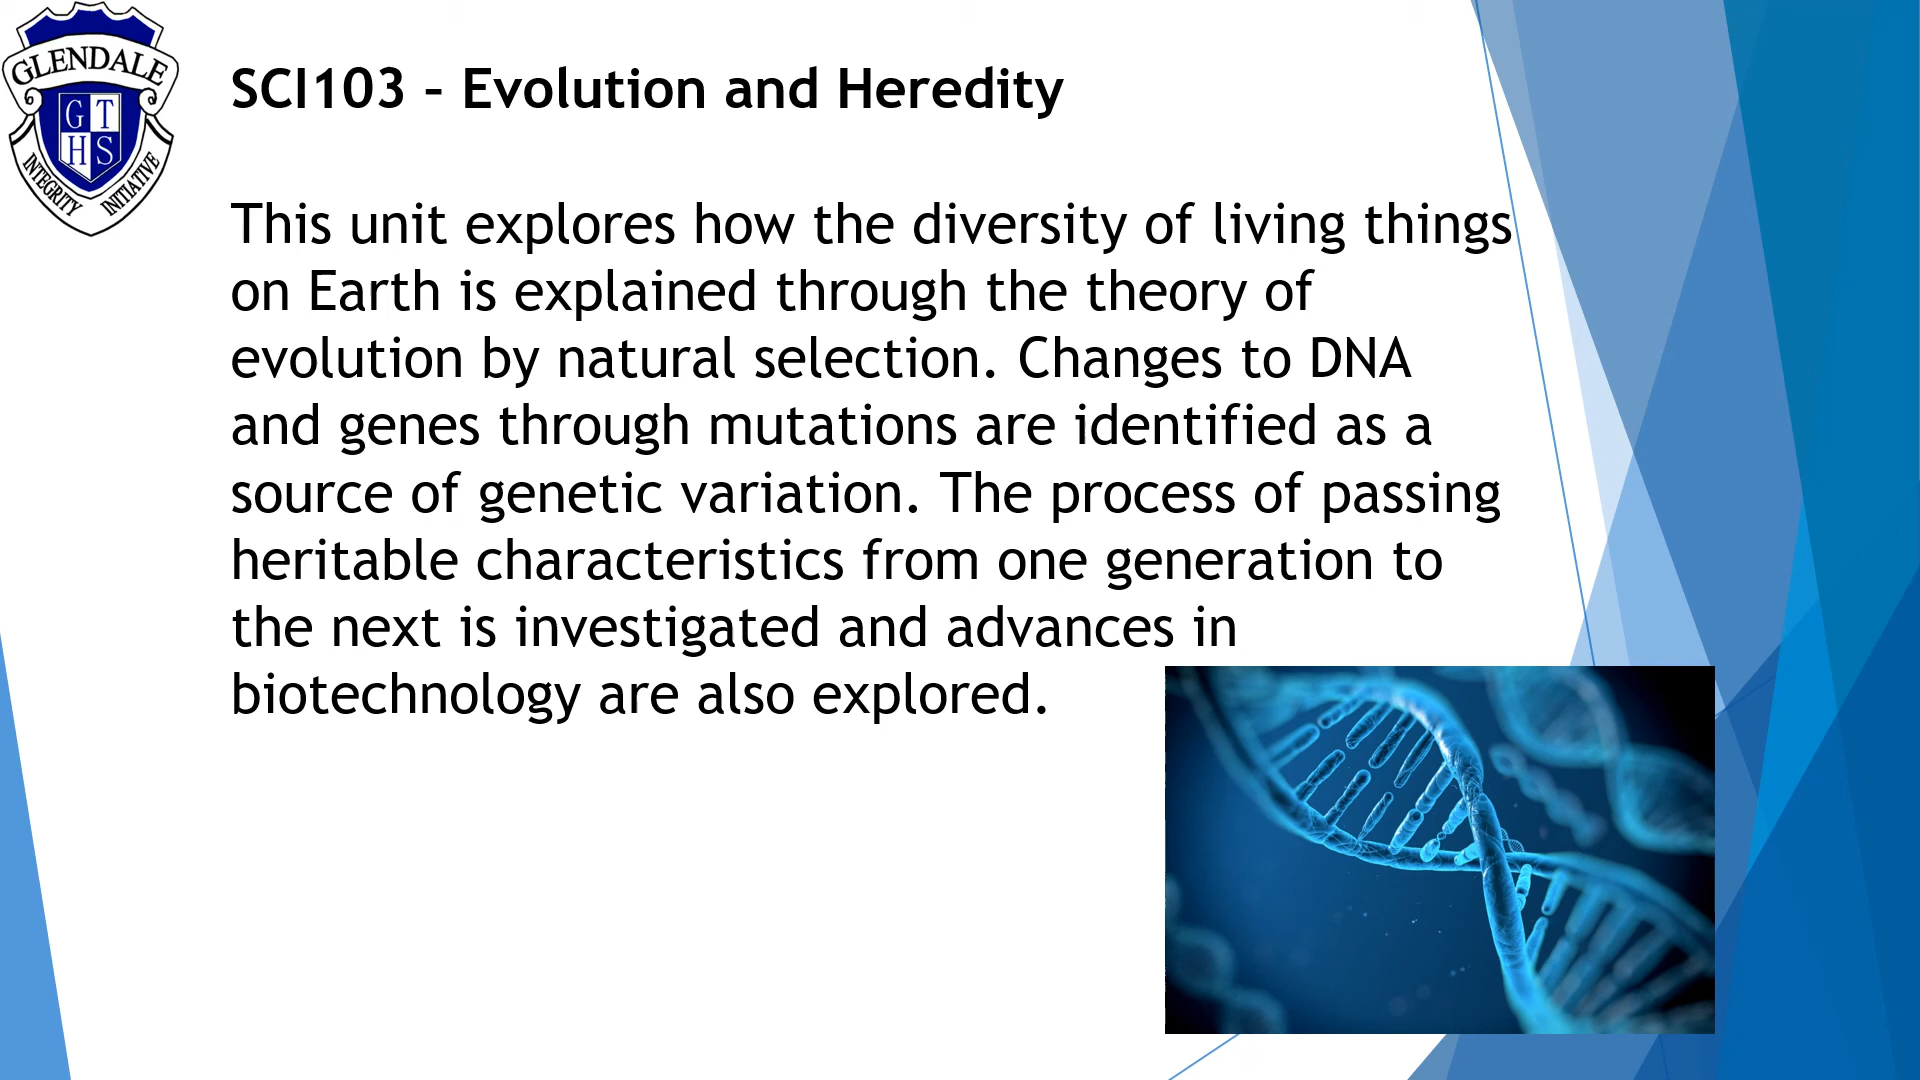 GLENDALE
G T
H S
INTEGRITY INITIATIVE
SCI103 – Evolution and Heredity
This unit explores how the diversity of living things
on Earth is explained through the theory of
evolution by natural selection. Changes to DNA
and genes through mutations are identified as a
source of genetic variation. The process of passing
heritable characteristics from one generation to
the next is investigated and advances in
biotechnology are also explored.